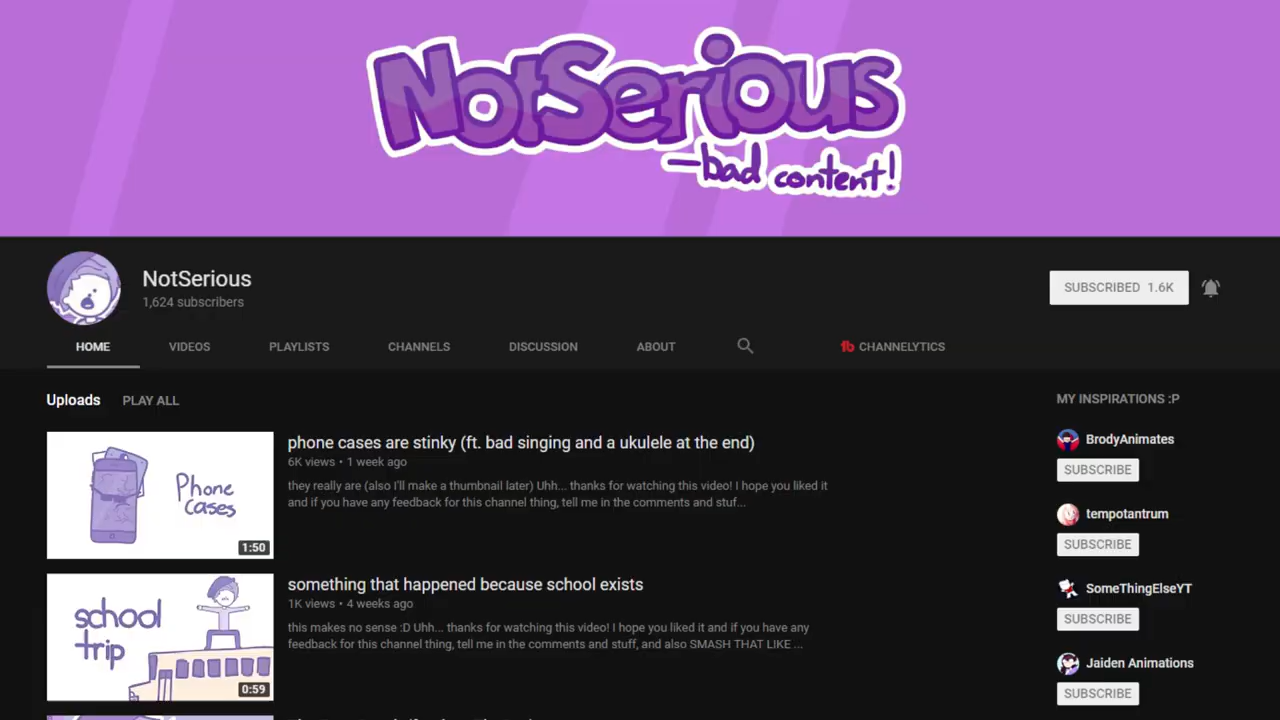 NotSerious
-bad content!
NotSerious
1,624 subscribers
SUBSCRIBED 1.6K
HOME VIDEOS PLAYLISTS CHANNELS DISCUSSION ABOUT CHANNELYTICS
Uploads PLAY ALL
Phone
cases
1:50
phone cases are stinky (ft. bad singing and a ukulele at the end)
6K views • 1 week ago
they really are (also I'll make a thumbnail later) Uhh... thanks for watching this video! I hope you liked it
and if you have any feedback for this channel thing, tell me in the comments and stuf...
school
trip
0:59
something that happened because school exists
1K views • 4 weeks ago
this makes no sense :D Uhh... thanks for watching this video! I hope you liked it and if you have any
feedback for this channel thing, tell me in the comments and stuff, and also SMASH THAT LIKE ...
MY INSPIRATIONS :P
BrodyAnimates
SUBSCRIBE
tempotantrum
SUBSCRIBE
SomeThingElseYT
SUBSCRIBE
Jaiden Animations
SUBSCRIBE